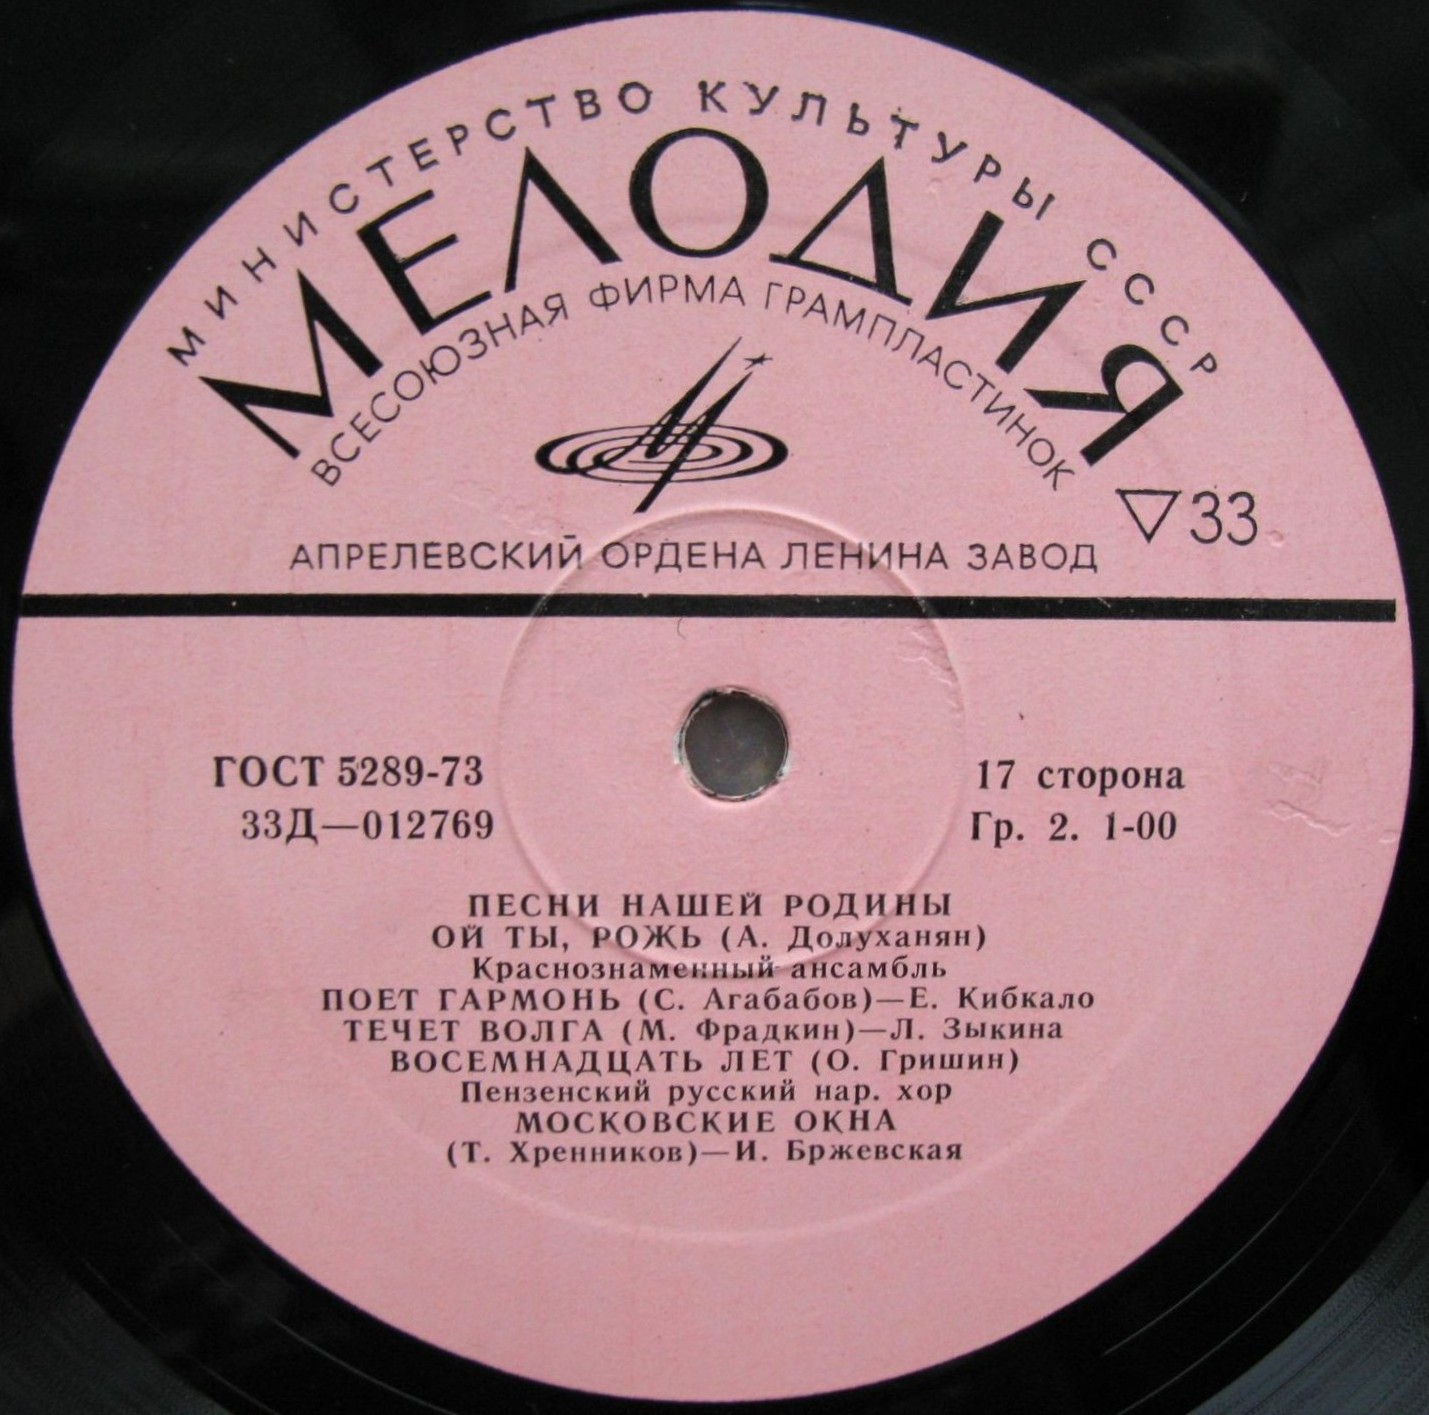 МИНИСТЕРСТВО КУЛЬТУРЫ СССР
МЕЛОДИЯ
ВСЕСОЮЗНАЯ ФИРМА ГРАМПЛАСТИНОК
33
АПРЕЛЕВСКИЙ ОРДЕНА ЛЕНИНА ЗАВОД
ГОСТ 5289-73
17 сторона
33Д—012769
Гр. 2. 1-00
ПЕСНИ НАШЕЙ РОДИНЫ
ОЙ ТЫ, РОЖЬ (А. Долуханян)
Краснознаменный ансамбль
ПОЕТ ГАРМОНЬ (С. Агабабов)—Е. Кибкало
ТЕЧЕТ ВОЛГА (М. Фрадкин)—Л. Зыкина
ВОСЕМНАДЦАТЬ ЛЕТ (О. Гришин)
Пензенский русский нар. хор
МОСКОВСКИЕ ОКНА
(Т. Хренников)—И. Бржевская